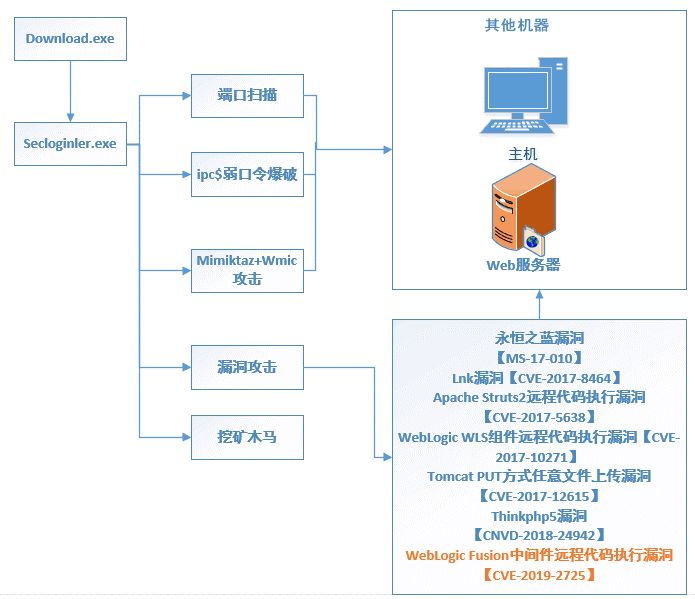 Download.exe
Secloginler.exe
端口扫描
ipc$弱口令爆破
Mimiktaz+Wmic
攻击
漏洞攻击
挖矿木马
其他机器
主机
Web服务器
永恒之蓝漏洞
【MS-17-010】
Lnk漏洞【CVE-2017-8464】
Apache Struts2远程代码执行漏洞
【CVE-2017-5638】
WebLogic WLS组件远程代码执行漏洞【CVE-
2017-10271】
Tomcat PUT方式任意文件上传漏洞
【CVE-2017-12615】
Thinkphp5漏洞
【CNVD-2018-24942】
WebLogic Fusion中间件远程代码执行漏洞
【CVE-2019-2725】